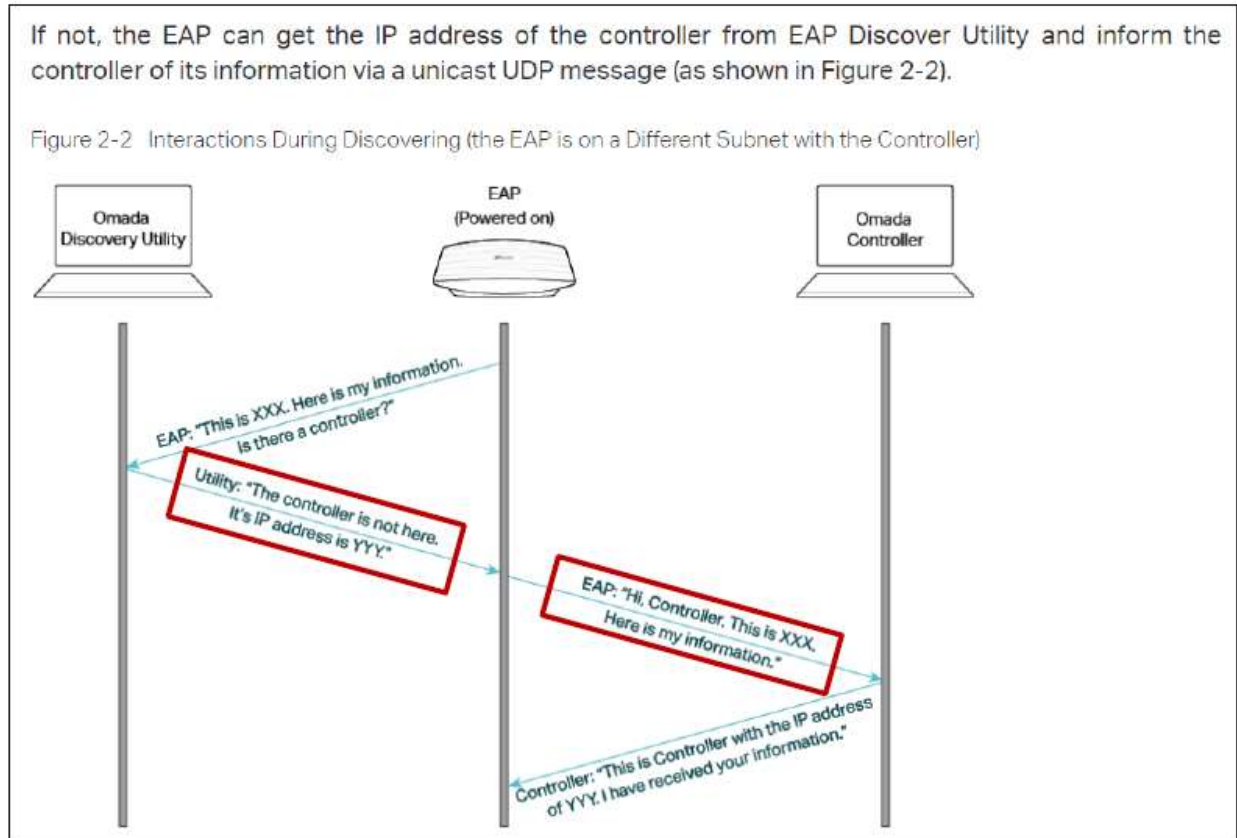 If not, the EAP can get the IP address of the controller from EAP Discover Utility and inform the
controller of its information via a unicast UDP message (as shown in Figure 2-2).
Figure 2-2 Interactions During Discovering (the EAP is on a Different Subnet with the Controller)
Omada
Discovery Utility
EAP
(Powered on)
Omada
Controller
EAP: "This is XXX. Here is my information.
Is there a controller?"
Utility: "The controller is not here.
It's IP address is YYY."
EAP: "Hi, Controller. This is XXX.
Here is my information."
Controller: "This is Controller with the IP address
of YYY. I have received your information."